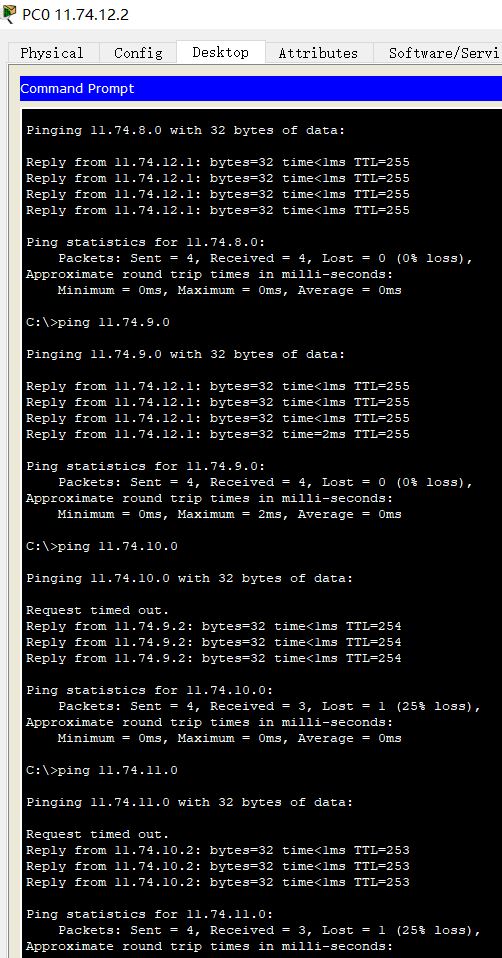 PC0 11.74.12.2
Physical Config Desktop Attributes Software/Servi
Command Prompt
Pinging 11.74.8.0 with 32 bytes of data:
Reply from 11.74.12.1: bytes=32 time<1ms TTL=255
Reply from 11.74.12.1: bytes=32 time<1ms TTL=255
Reply from 11.74.12.1: bytes=32 time<1ms TTL=255
Reply from 11.74.12.1: bytes=32 time<1ms TTL=255
Ping statistics for 11.74.8.0:
Packets: Sent = 4, Received = 4, Lost = 0 (0% loss),
Approximate round trip times in milli-seconds:
Minimum = 0ms, Maximum = 0ms, Average = 0ms
C:\>ping 11.74.9.0
Pinging 11.74.9.0 with 32 bytes of data:
Reply from 11.74.12.1: bytes=32 time<1ms TTL=255
Reply from 11.74.12.1: bytes=32 time<1ms TTL=255
Reply from 11.74.12.1: bytes=32 time<1ms TTL=255
Reply from 11.74.12.1: bytes=32 time=2ms TTL=255
Ping statistics for 11.74.9.0:
Packets: Sent = 4, Received = 4, Lost = 0 (0% loss),
Approximate round trip times in milli-seconds:
Minimum = 0ms, Maximum = 2ms, Average = 0ms
C:\>ping 11.74.10.0
Pinging 11.74.10.0 with 32 bytes of data:
Request timed out.
Reply from 11.74.9.2: bytes=32 time<1ms TTL=254
Reply from 11.74.9.2: bytes=32 time<1ms TTL=254
Reply from 11.74.9.2: bytes=32 time<1ms TTL=254
Ping statistics for 11.74.10.0:
Packets: Sent = 4, Received = 3, Lost = 1 (25% loss),
Approximate round trip times in milli-seconds:
Minimum = 0ms, Maximum = 0ms, Average = 0ms
C:\>ping 11.74.11.0
Pinging 11.74.11.0 with 32 bytes of data:
Request timed out.
Reply from 11.74.10.2: bytes=32 time<1ms TTL=253
Reply from 11.74.10.2: bytes=32 time<1ms TTL=253
Reply from 11.74.10.2: bytes=32 time<1ms TTL=253
Ping statistics for 11.74.11.0:
Packets: Sent = 4, Received = 3, Lost = 1 (25% loss),
Approximate round trip times in milli-seconds: